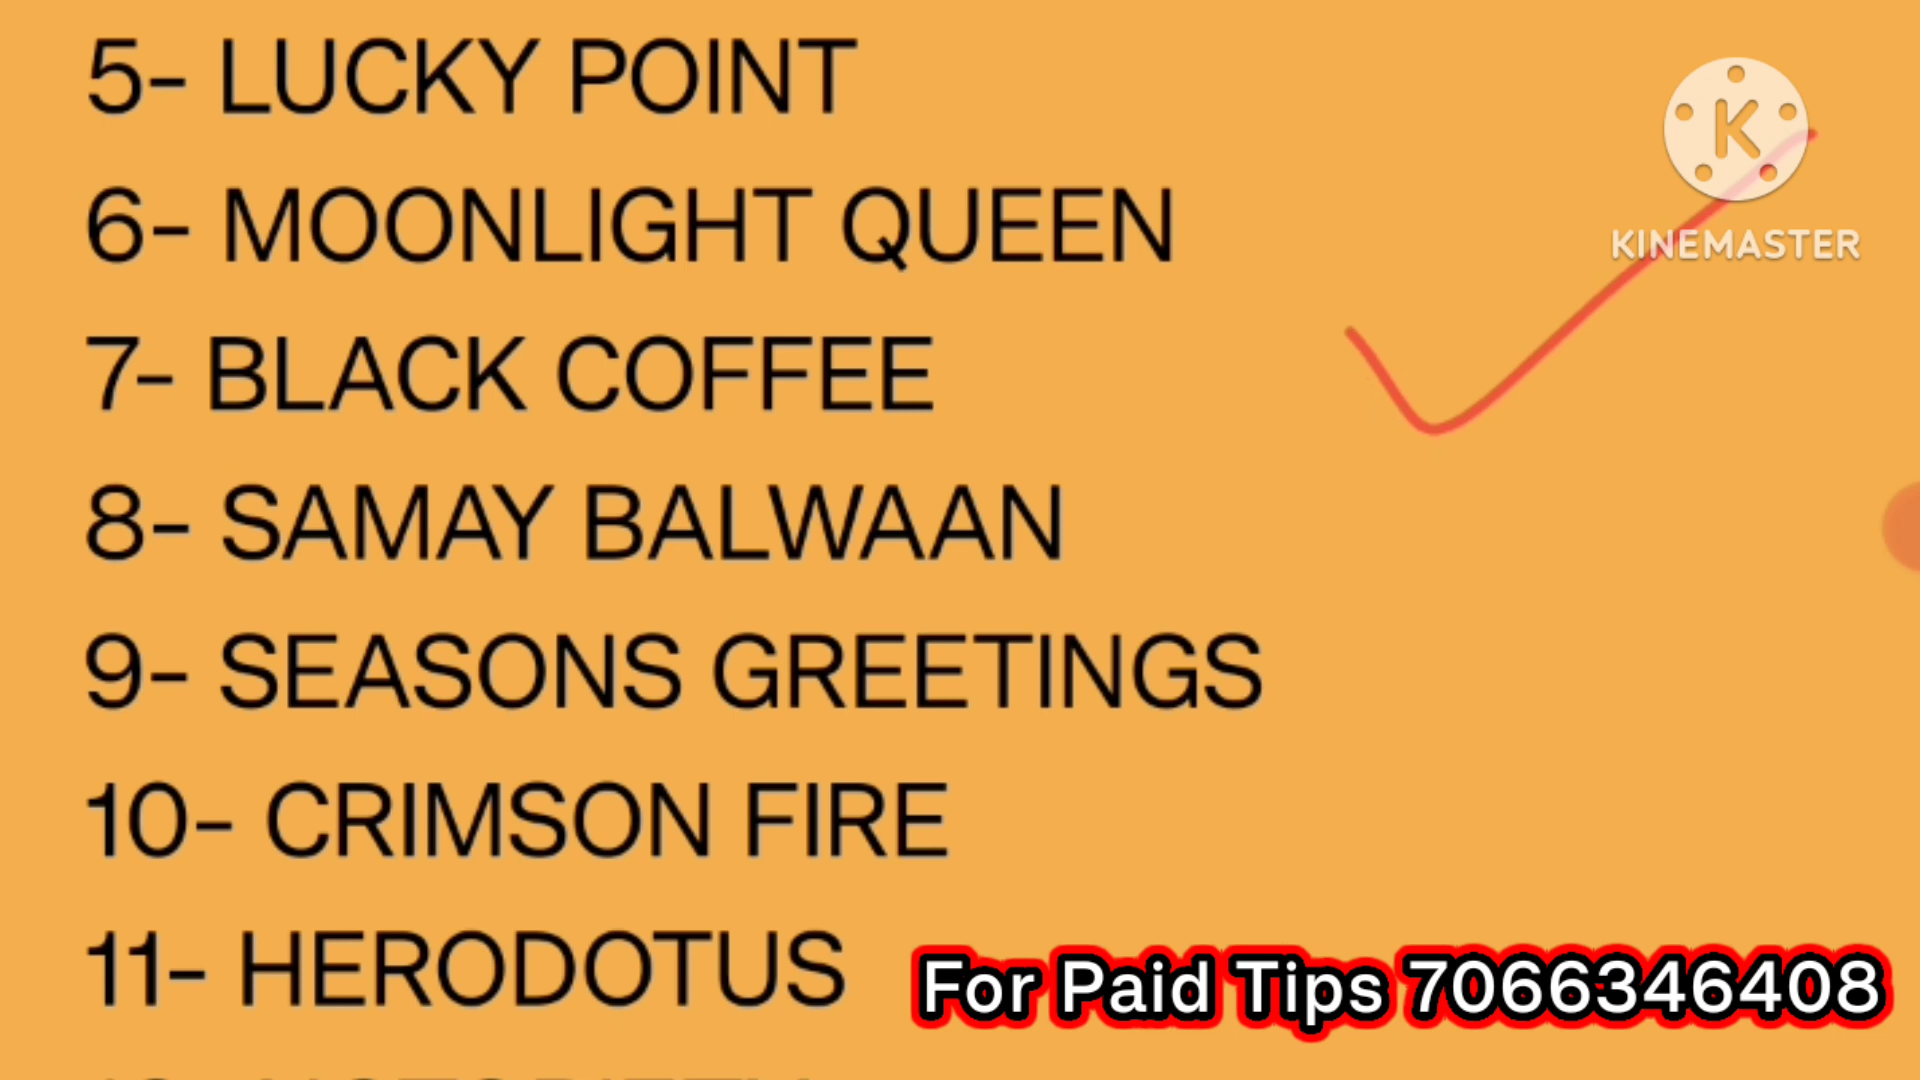 5- LUCKY POINT
6- MOONLIGHT QUEEN
7- BLACK COFFEE
8- SAMAY BALWAAN
9- SEASONS GREETINGS
10- CRIMSON FIRE
11- HERODOTUS
K
KINEMASTER
For Paid Tips 7066346408